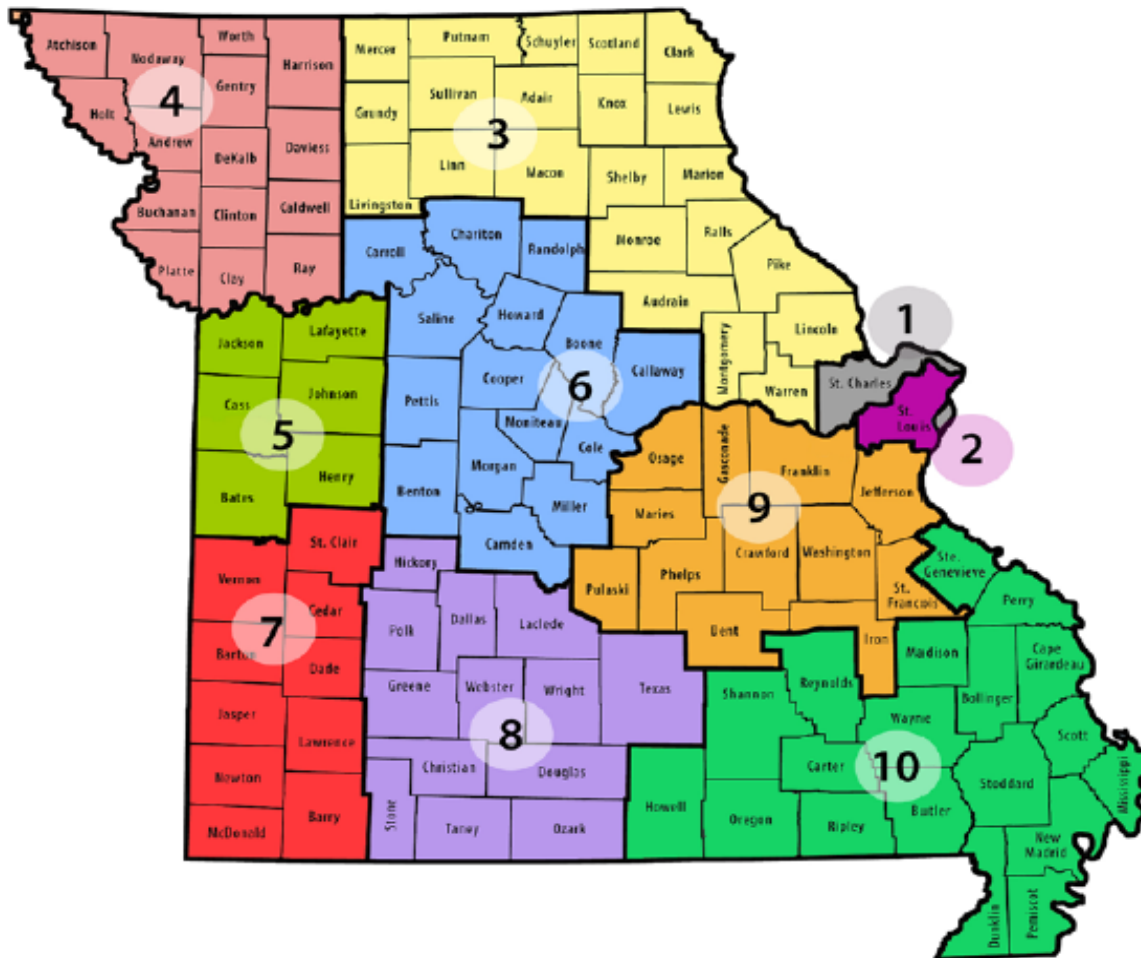 Atchison
Nodaway
Worth
Harrison
Gentry
Holt
Andrew
DeKalb
Daviess
Buchanan
Clinton
Caldwell
Platte
Clay
Ray
4
Mercer
Putnam
Schuyler
Scotland
Clark
Sullivan
Adair
Knox
Lewis
Grundy
Linn
Macon
Shelby
Marion
Livingston
Monroe
Ralls
Pike
Audrain
Lincoln
Montgomery
Warren
3
1
St. Charles
St.
Louis
2
Carroll
Chariton
Randolph
Saline
Howard
Boone
Callaway
Cooper
Pettis
Moniteau
Cole
Morgan
Benton
Miller
Camden
6
Jackson
Lafayette
Cass
Johnson
Bates
Henry
5
Osage
Gasconade
Franklin
Jefferson
Maries
Crawford
Washington
Pulaski
Phelps
St.
Francois
Dent
Iron
9
St. Clair
Vernon
Cedar
Barton
Dade
Jasper
Lawrence
Newton
McDonald
Barry
7
Hickory
Polk
Dallas
Laclede
Greene
Webster
Wright
Texas
Christian
Douglas
Stone
Taney
Ozark
8
Ste.
Genevieve
Perry
Madison
Cape
Girardeau
Bollinger
Reynolds
Shannon
Wayne
Scott
Carter
Stoddard
Mississippi
Howell
Oregon
Ripley
Butler
New
Madrid
Dunklin
Pemiscot
10